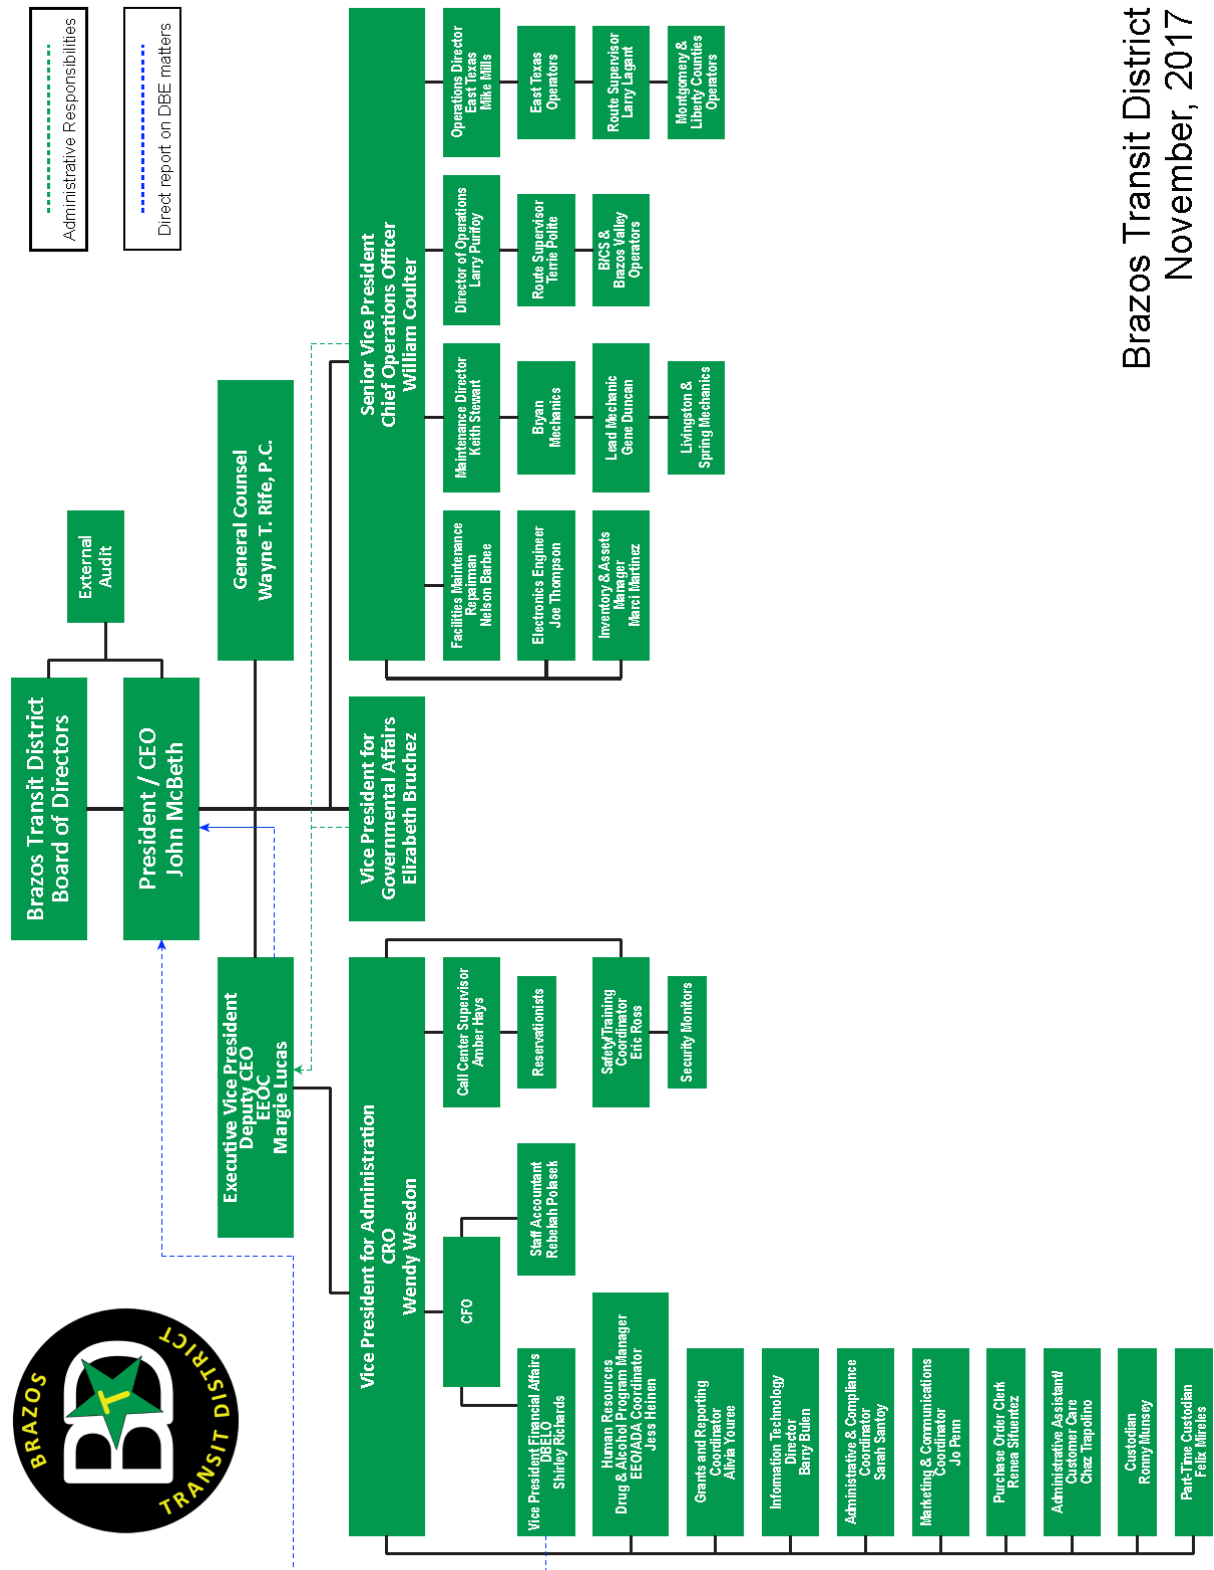 BRAZOS
BTD
TRANSIT DISTRICT
Administrative Responsibilities
Direct report on DBE matters
Brazos Transit District
Board of Directors
External
Audit
President / CEO
John McBeth
Executive Vice President
Deputy CEO
EEOC
Margie Lucas
General Counsel
Wayne T. Rife, P.C.
Vice President for Administration
CRO
Wendy Weedon
Vice President for
Governmental Affairs
Elizabeth Bruchez
Senior Vice President
Chief Operations Officer
William Coulter
CFO
Call Center Supervisor
Amber Hays
Facilities Maintenance
Repairman
Nelson Barbee
Maintenance Director
Keith Stewart
Director of Operations
Larry Purifoy
Operations Director
East Texas
Mike Mills
Vice President Financial Affairs
DBELO
Shirley Richards
Staff Accountant
Rebekah Polasek
Reservationists
Electronics Engineer
Joe Thompson
Bryan
Mechanics
Route Supervisor
Terrie Polite
East Texas
Operators
Human Resources
Drug & Alcohol Program Manager
EEO/ADA Coordinator
Jess Heinen
Safety/Training
Coordinator
Eric Ross
Inventory & Assets
Manager
Marci Martinez
Lead Mechanic
Gene Duncan
B/CS &
Brazos Valley
Operators
Route Supervisor
Larry Lagant
Grants and Reporting
Coordinator
Alivia Youree
Security Monitors
Livingston &
Spring Mechanics
Montgomery &
Liberty Counties
Operators
Information Technology
Director
Barry Bulen
Administrative & Compliance
Coordinator
Sarah Santoy
Marketing & Communications
Coordinator
Jo Penn
Purchase Order Clerk
Renea Sifuentez
Administrative Assistant/
Customer Care
Chaz Trapolino
Custodian
Ronny Munsey
Part-Time Custodian
Felix Mireles
Brazos Transit District
November, 2017